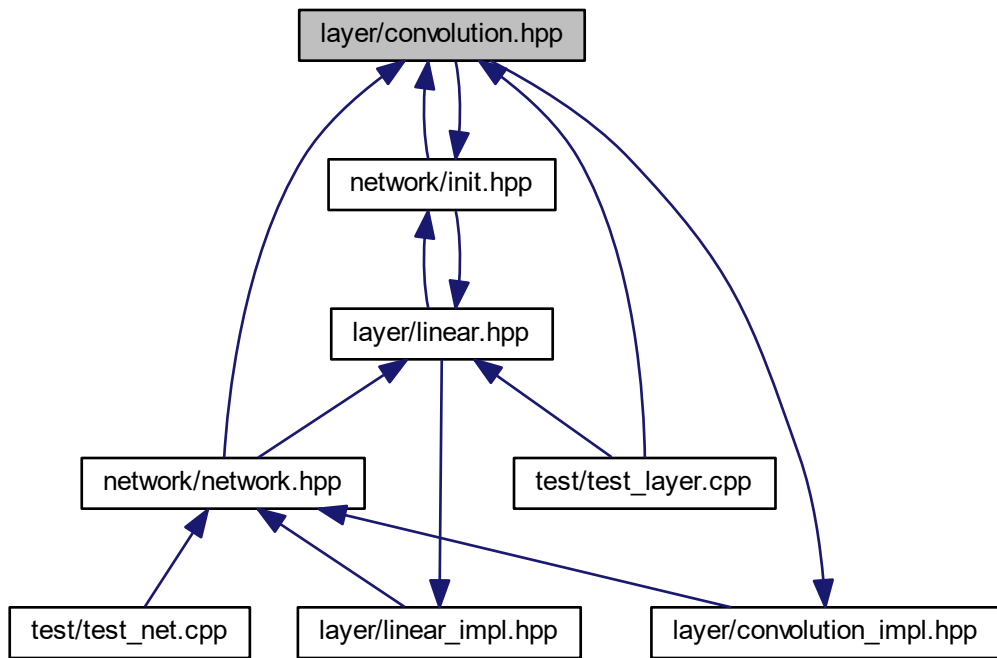 layer/convolution.hpp
network/init.hpp
layer/linear.hpp
network/network.hpp
test/test_layer.cpp
test/test_net.cpp
layer/linear_impl.hpp
layer/convolution_impl.hpp